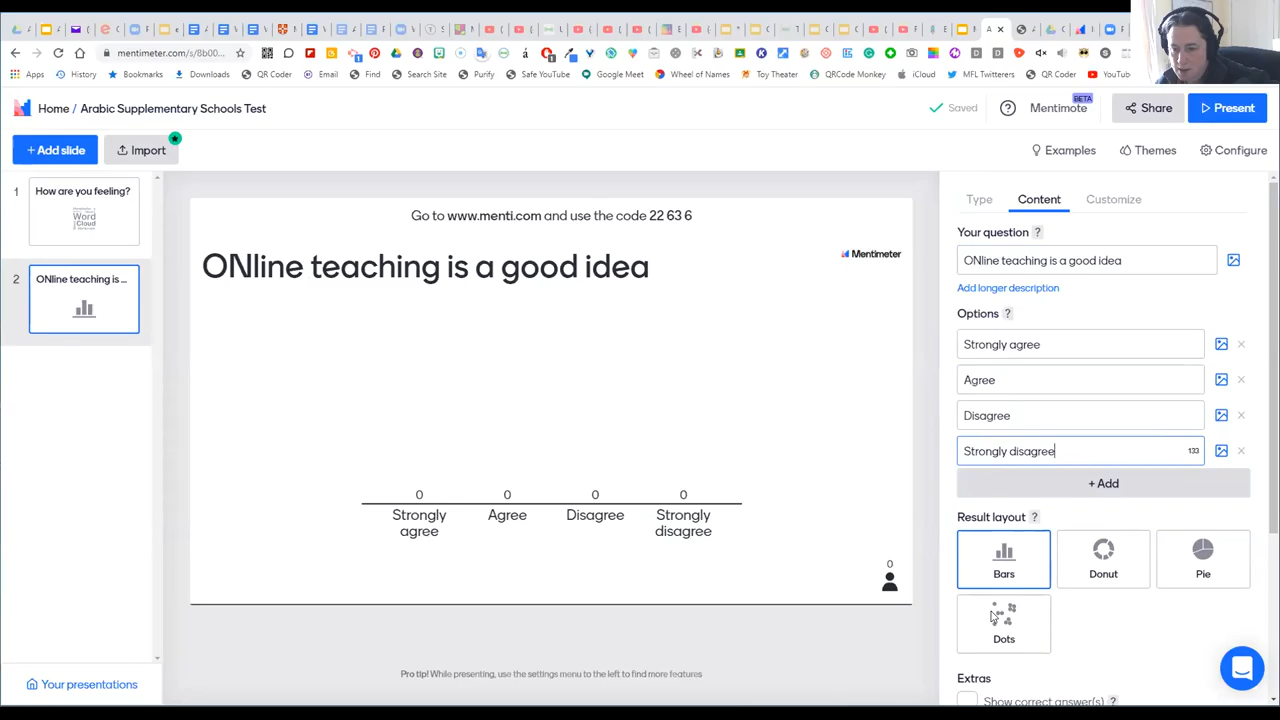 mentimeter.com/s/8b00...
Apps
History
Bookmarks
Downloads
QR Coder
Email
Find
Search Site
Purify
Safe YouTube
Google Meet
Wheel of Names
Toy Theater
QRCode Monkey
iCloud
MFL Twitterers
QR Coder
YouTub
Home / Arabic Supplementary Schools Test
Saved
Mentimote
BETA
Share
Present
+ Add slide
Import
Examples
Themes
Configure
1
How are you feeling?
Word
Cloud
2
ONline teaching is ...
Your presentations
Go to www.menti.com and use the code 22 63 6
ONline teaching is a good idea
Mentimeter
0
0
0
0
Strongly agree
Agree
Disagree
Strongly disagree
0
Pro tip! While presenting, use the settings menu to the left to find more features
Type
Content
Customize
Your question ?
ONline teaching is a good idea
Add longer description
Options ?
Strongly agree
Agree
Disagree
Strongly disagree
133
+ Add
Result layout ?
Bars
Donut
Pie
Dots
Extras
Show correct answer(s) ?